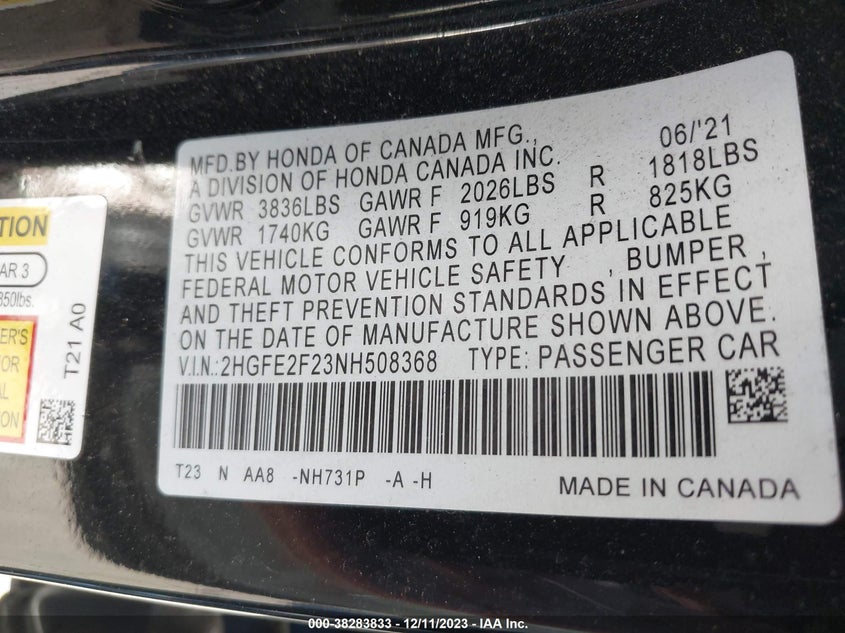 MFD.BY HONDA OF CANADA MFG., 06/'21
A DIVISION OF HONDA CANADA INC.
GVWR 3836LBS GAWR F 2026LBS R 1818LBS
GVWR 1740KG GAWR F 919KG R 825KG
THIS VEHICLE CONFORMS TO ALL APPLICABLE
FEDERAL MOTOR VEHICLE SAFETY , BUMPER ,
AND THEFT PREVENTION STANDARDS IN EFFECT
ON THE DATE OF MANUFACTURE SHOWN ABOVE.
V.I.N.:2HGFE2F23NH508368 TYPE: PASSENGER CAR
T23 N AA8 -NH731P -A -H
MADE IN CANADA
AR 3
T21 A0
000-38283833 - 12/11/2023 - IAA Inc.